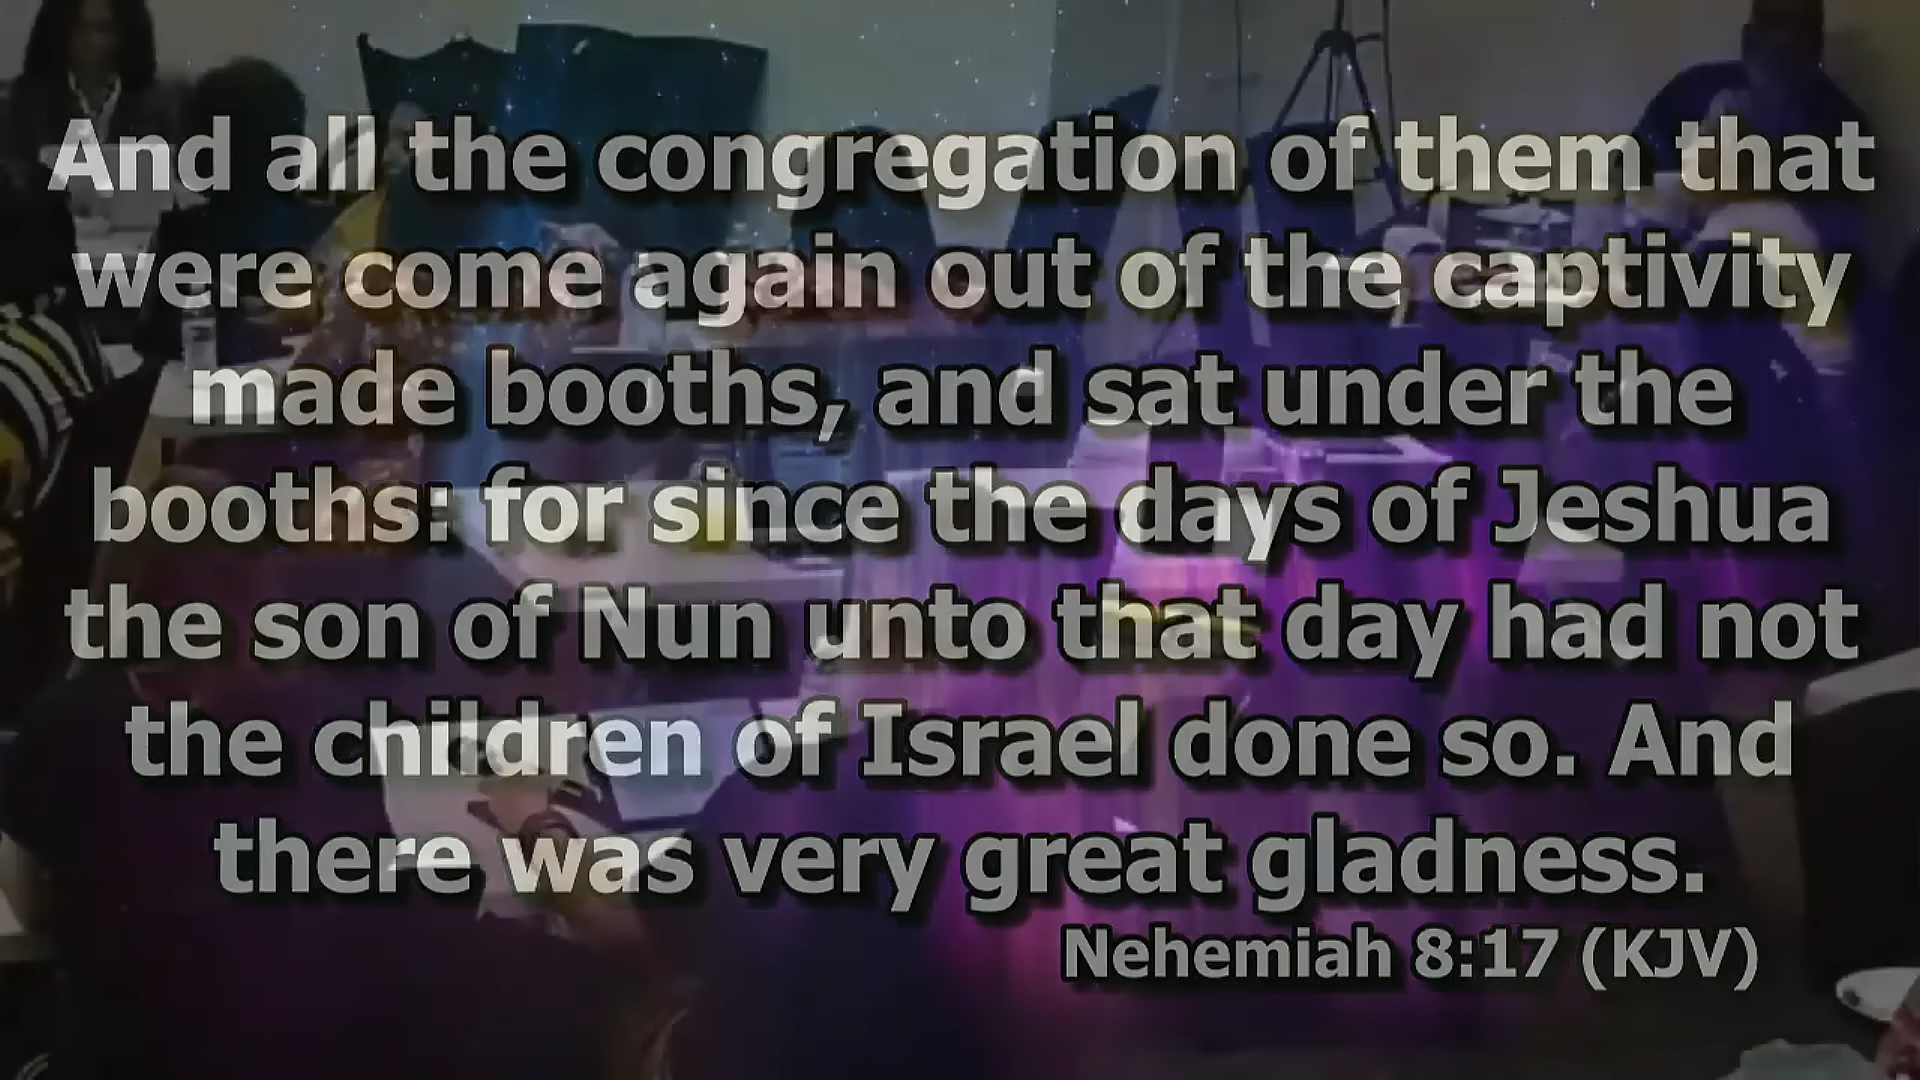 And all the congregation of them that
were come again out of the captivity
made booths, and sat under the
booths: for since the days of Jeshua
the son of Nun unto that day had not
the children of Israel done so. And
there was very great gladness.
Nehemiah 8:17 (KJV)